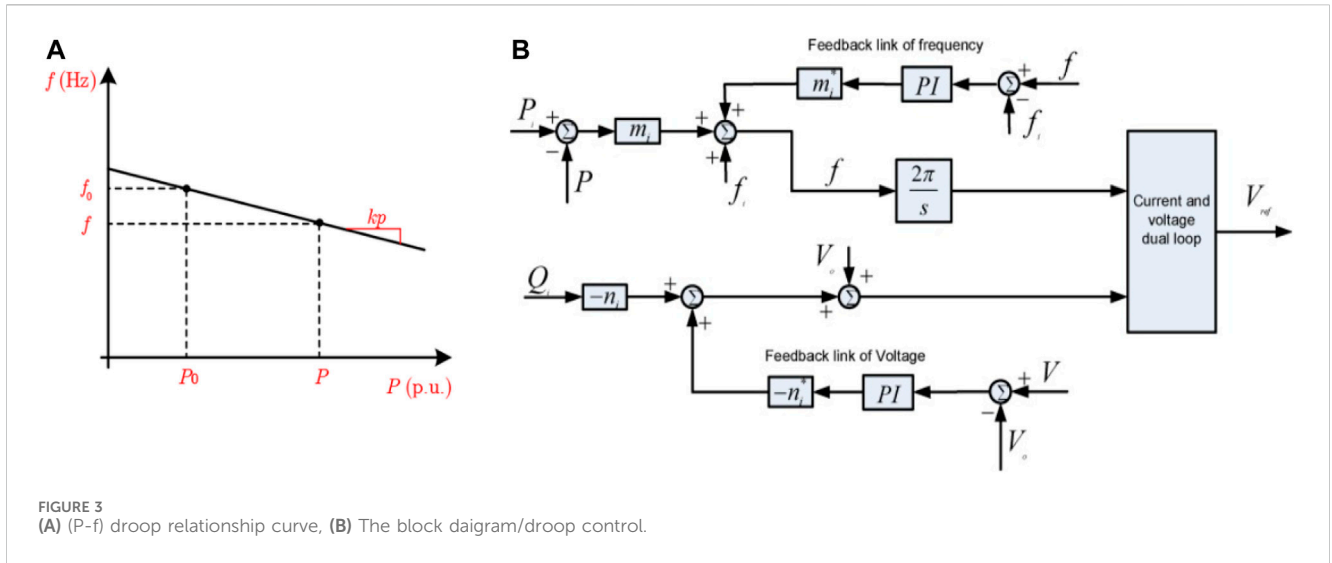 A
f (Hz)
f₀
f
kp
P0
P
P (p.u.)
B
Feedback link of frequency
mᵢ*
PI
Σ
+
f
−
fᵢ
Pᵢ
+
Σ
−
P
mᵢ
+
+
Σ
+
fᵢ
f
2π
s
Current and
voltage
dual loop
V_ref
Qᵢ
−nᵢ
+
Σ
+
Vₒ
+
Σ
+
Feedback link of Voltage
−nᵢ*
PI
Σ
+
V
−
Vₒ
FIGURE 3
(A) (P-f) droop relationship curve, (B) The block daigram/droop control.